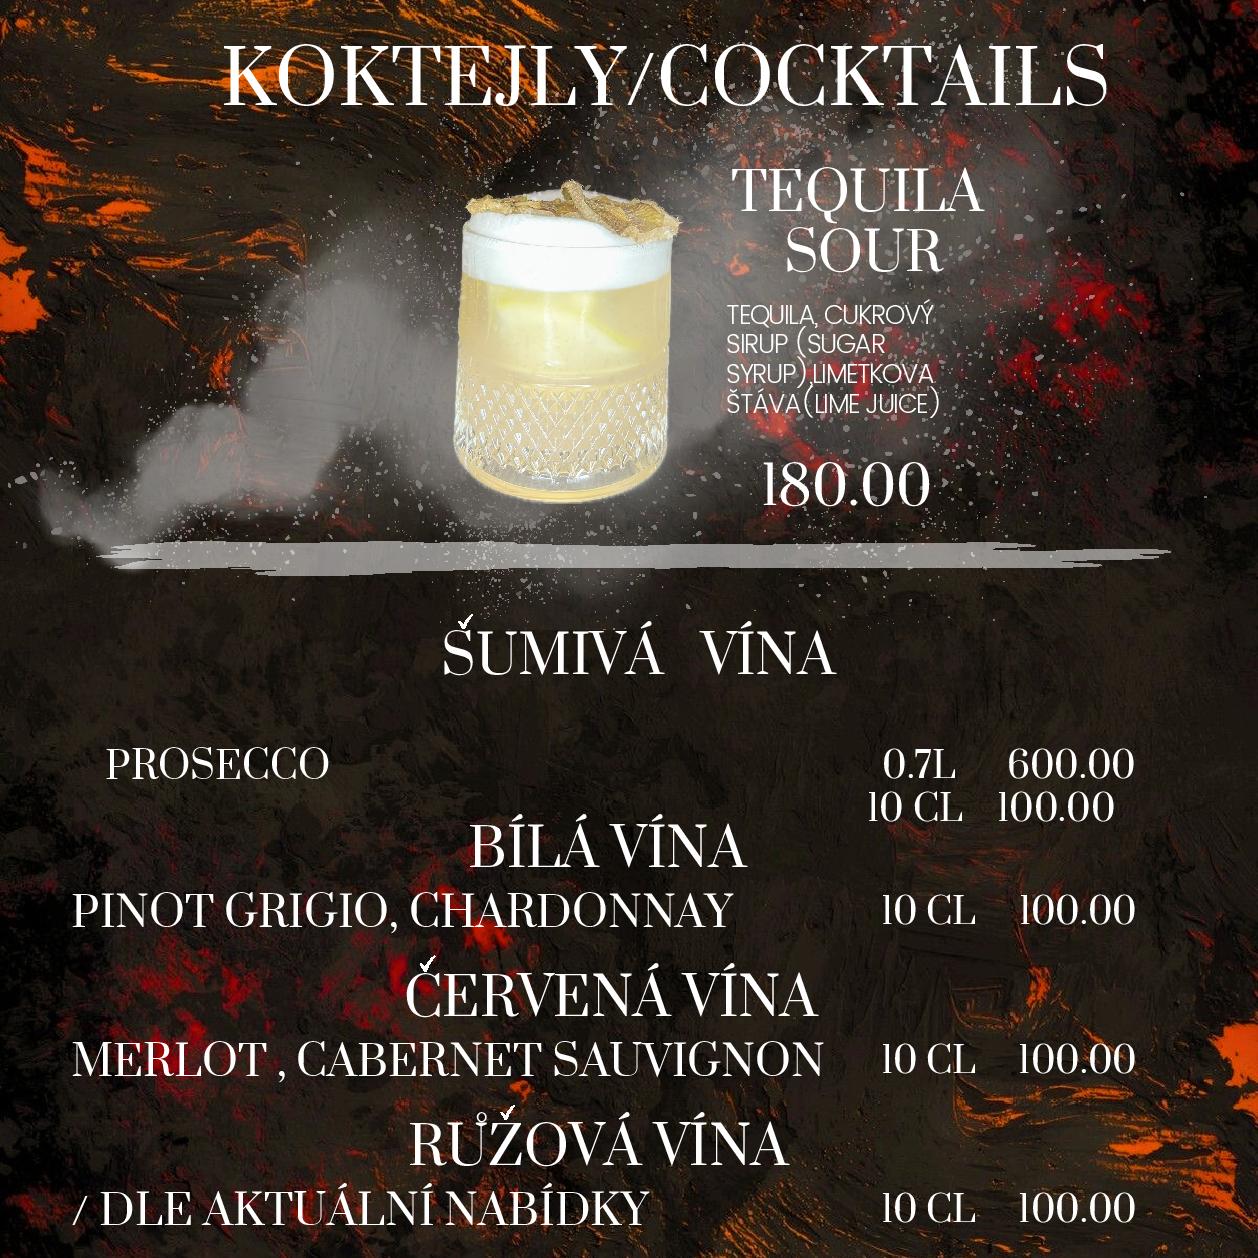 KOKTEJLY/COCKTAILS
TEQUILA
SOUR
TEQUILA, CUKROVÝ
SIRUP (SUGAR
SYRUP),LIMETKOVA
ŠTÁVA(LIME JUICE)
180.00
ŠUMIVÁ VÍNA
PROSECCO 0.7L 600.00
10 CL 100.00
BÍLÁ VÍNA
PINOT GRIGIO, CHARDONNAY 10 CL 100.00
ČERVENÁ VÍNA
MERLOT , CABERNET SAUVIGNON 10 CL 100.00
RŮŽOVÁ VÍNA
/ DLE AKTUÁLNÍ NABÍDKY 10 CL 100.00